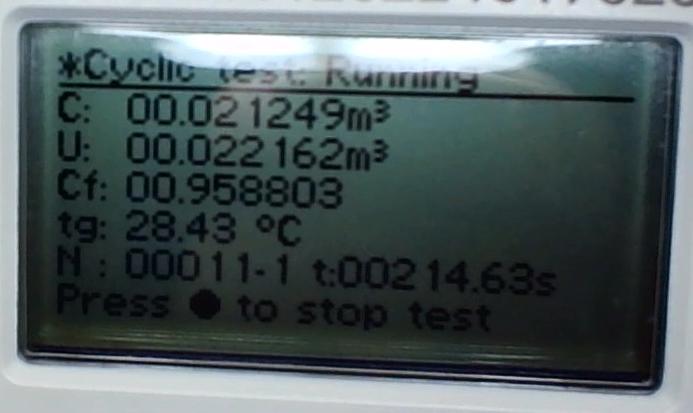 *Cyclic test: Running
C: 00.021249m³
U: 00.022162m³
Cf: 00.958803
tg: 28.43 °C
N : 00011-1 t:00214.63s
Press ● to stop test